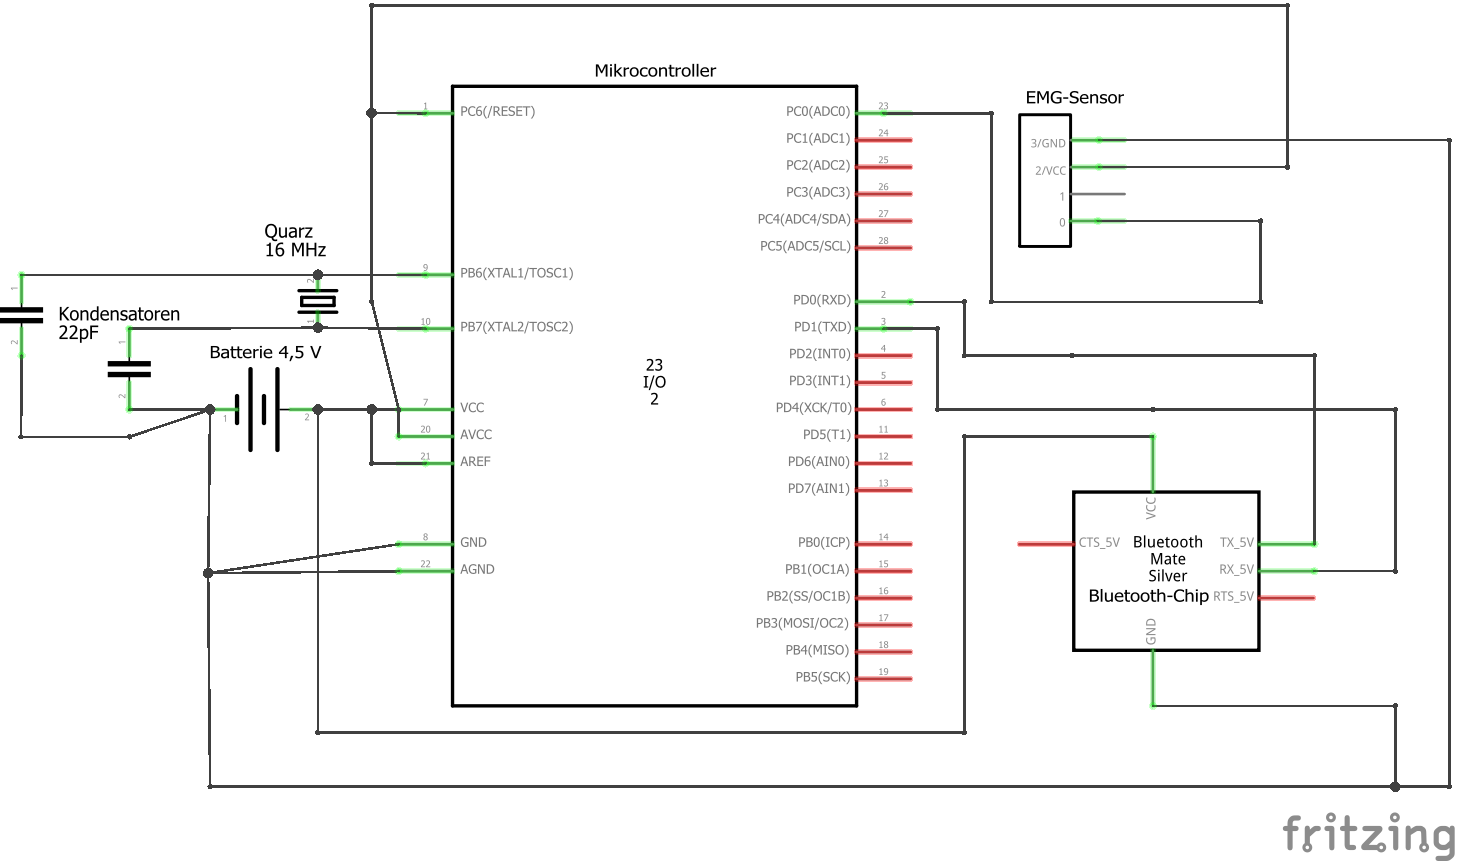 Mikrocontroller
EMG-Sensor
1
PC6(/RESET)
PC0(ADC0)
23
PC1(ADC1)
24
PC2(ADC2)
25
PC3(ADC3)
26
PC4(ADC4/SDA)
27
PC5(ADC5/SCL)
28
3/GND
2/VCC
1
0
Quarz
16 MHz
2
1
9
PB6(XTAL1/TOSC1)
10
PB7(XTAL2/TOSC2)
1
2
Kondensatoren
22pF
1
2
Batterie 4,5 V
1
2
7
VCC
20
AVCC
21
AREF
8
GND
22
AGND
23
I/O
2
PD0(RXD)
2
PD1(TXD)
3
PD2(INT0)
4
PD3(INT1)
5
PD4(XCK/T0)
6
PD5(T1)
11
PD6(AIN0)
12
PD7(AIN1)
13
PB0(ICP)
14
PB1(OC1A)
15
PB2(SS/OC1B)
16
PB3(MOSI/OC2)
17
PB4(MISO)
18
PB5(SCK)
19
VCC
CTS_5V
Bluetooth
Mate
Silver
Bluetooth-Chip
TX_5V
RX_5V
RTS_5V
GND
fritzing